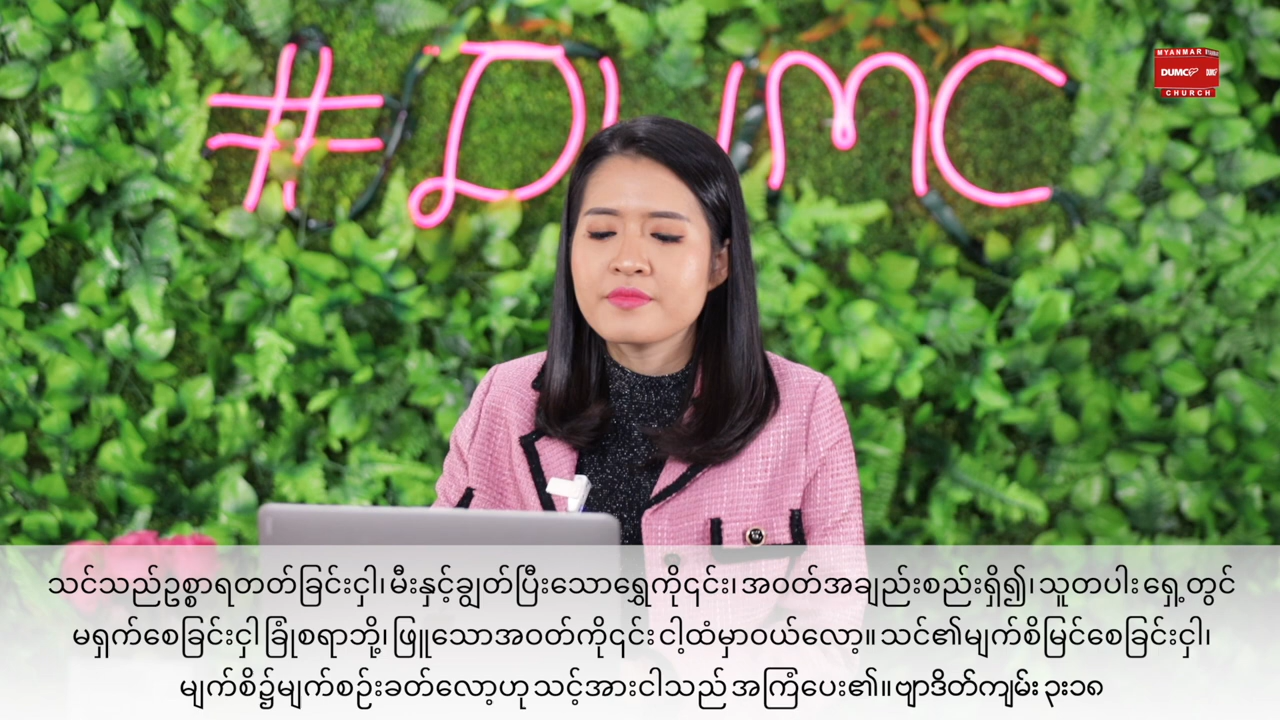 #DUMC
MYANMAR
DUMC
CHURCH
သင်သည်ဥစ္စာရတတ်ခြင်းငှါ၊ မီးနှင့်ချွတ်ပြီးသောရွှေကို၎င်း၊ အဝတ်အချည်းစည်းရှိ၍၊ သူတပါး ရှေ့တွင်
မရှက်စေခြင်းငှါ ခြုံစရာဘို့၊ ဖြူသောအဝတ်ကို၎င်း ငါ့ထံမှာဝယ်လော့။ သင်၏မျက်စိမြင်စေခြင်းငှါ၊
မျက်စိ၌မျက်စဉ်းခတ်လော့ဟု သင့်အားငါသည် အကြံပေး၏။ ဗျာဒိတ်ကျမ်း ၃း၁၈